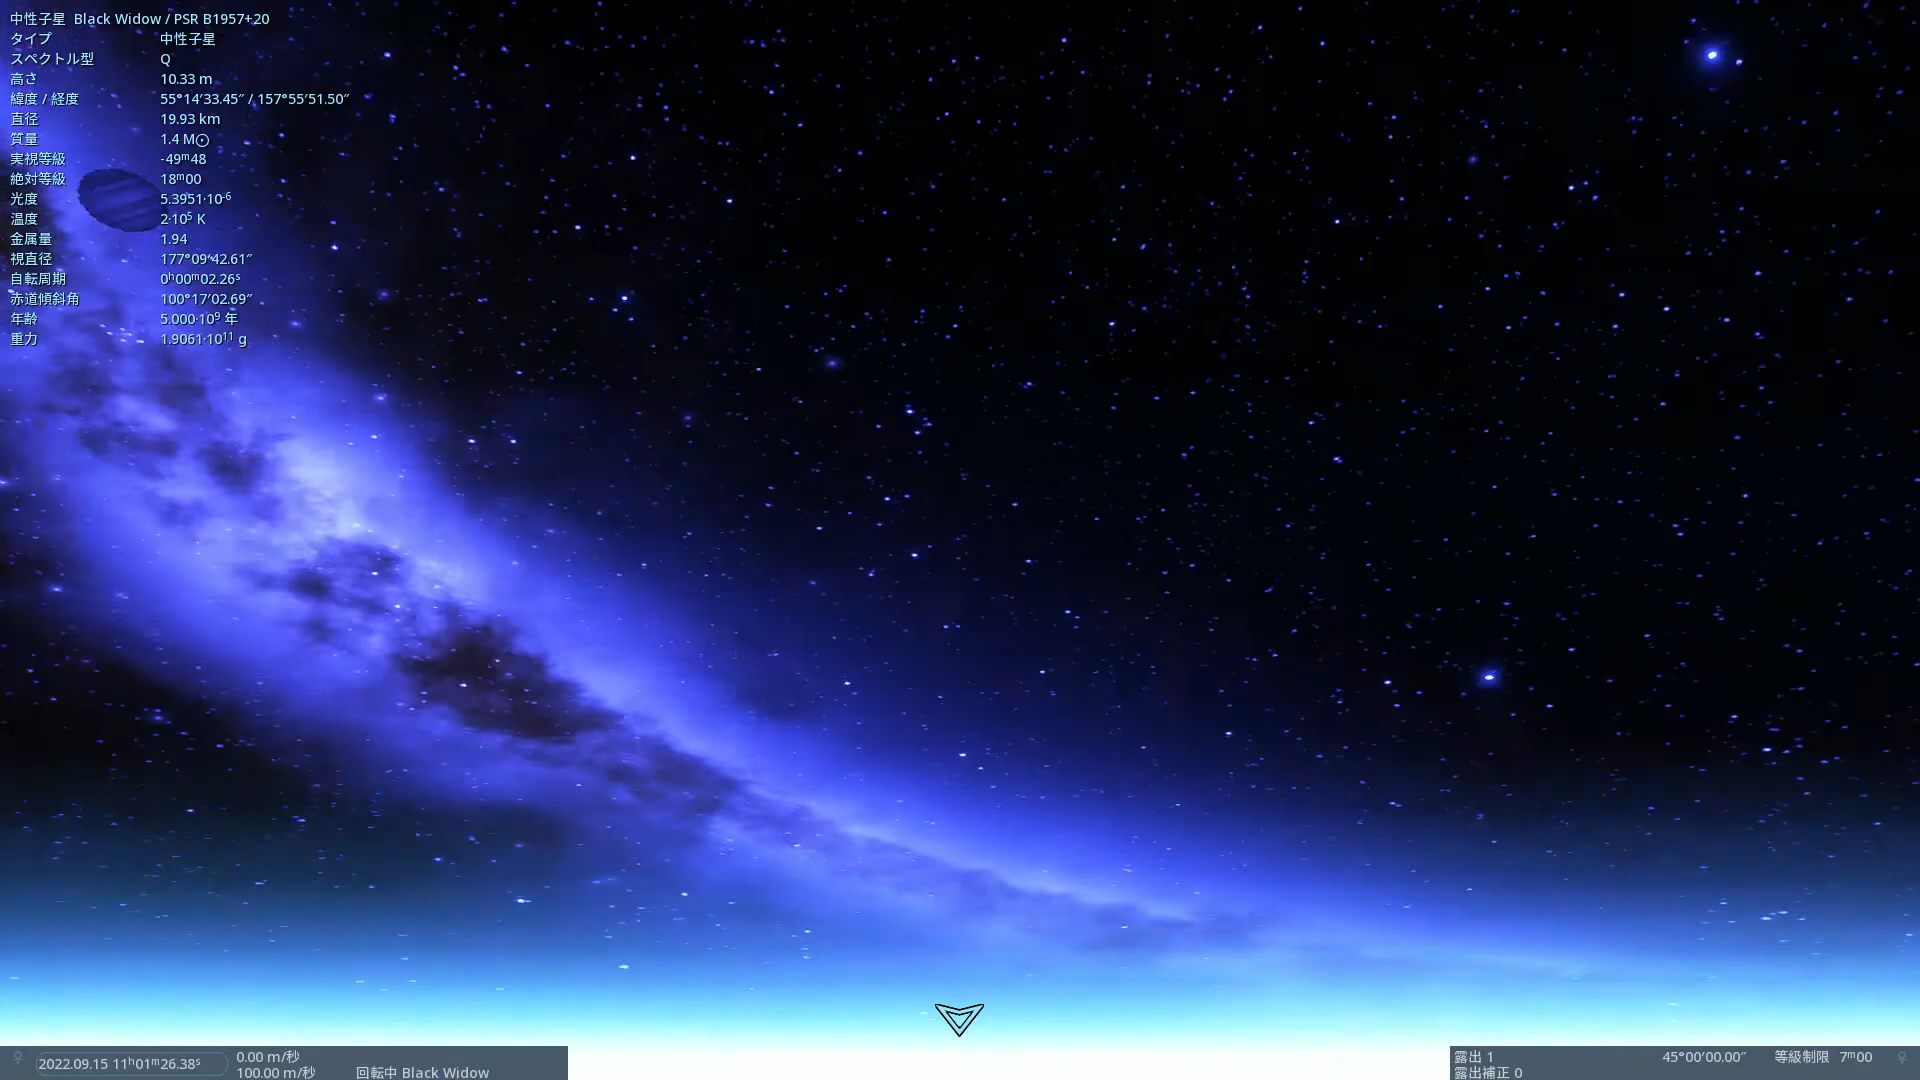 中性子星 Black Widow / PSR B1957+20
タイプ 中性子星
スペクトル型 Q
高さ 10.33 m
緯度 / 経度 55°14′33.45″ / 157°55′51.50″
直径 19.93 km
質量 1.4 M☉
実視等級 -49ᵐ48
絶対等級 18ᵐ00
光度 5.3951·10⁻⁶
温度 2·10⁵ K
金属量 1.94
視直径 177°09′42.61″
自転周期 0ʰ00ᵐ02.26ˢ
赤道傾斜角 100°17′02.69″
年齢 5.000·10⁹ 年
重力 1.9061·10¹¹ g
2022.09.15 11ʰ01ᵐ26.38ˢ
0.00 m/秒
100.00 m/秒 回転中 Black Widow
露出 1 45°00′00.00″ 等級制限 7ᵐ00
露出補正 0